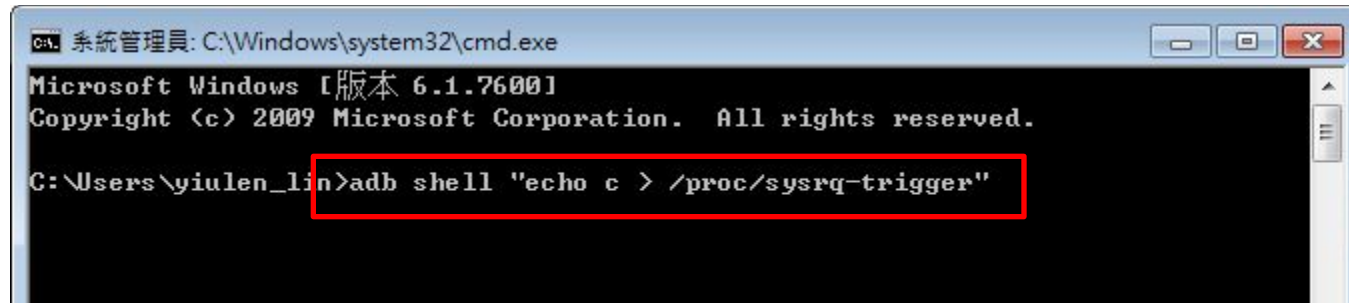 系統管理員: C:\Windows\system32\cmd.exe
Microsoft Windows [版本 6.1.7600]
Copyright (c) 2009 Microsoft Corporation.  All rights reserved.
C:\Users\yiulen_lin>adb shell "echo c > /proc/sysrq-trigger"